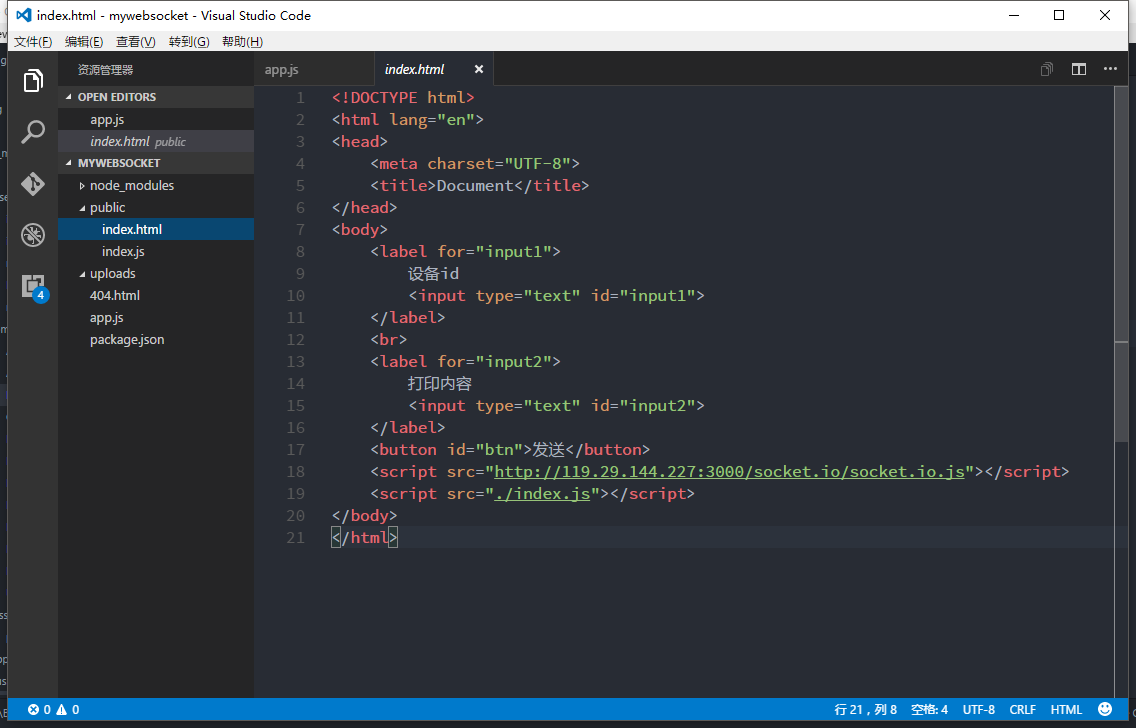 index.html - mywebsocket - Visual Studio Code
文件(F) 编辑(E) 查看(V) 转到(G) 帮助(H)
资源管理器
OPEN EDITORS
app.js
index.html public
MYWEBSOCKET
node_modules
public
index.html
index.js
uploads
404.html
app.js
package.json
4
app.js index.html
1 <!DOCTYPE html>
2 <html lang="en">
3 <head>
4     <meta charset="UTF-8">
5     <title>Document</title>
6 </head>
7 <body>
8     <label for="input1">
9         设备id
10         <input type="text" id="input1">
11     </label>
12     <br>
13     <label for="input2">
14         打印内容
15         <input type="text" id="input2">
16     </label>
17     <button id="btn">发送</button>
18     <script src="http://119.29.144.227:3000/socket.io/socket.io.js"></script>
19     <script src="./index.js"></script>
20 </body>
21 </html>
0 0 行 21，列 8 空格: 4 UTF-8 CRLF HTML